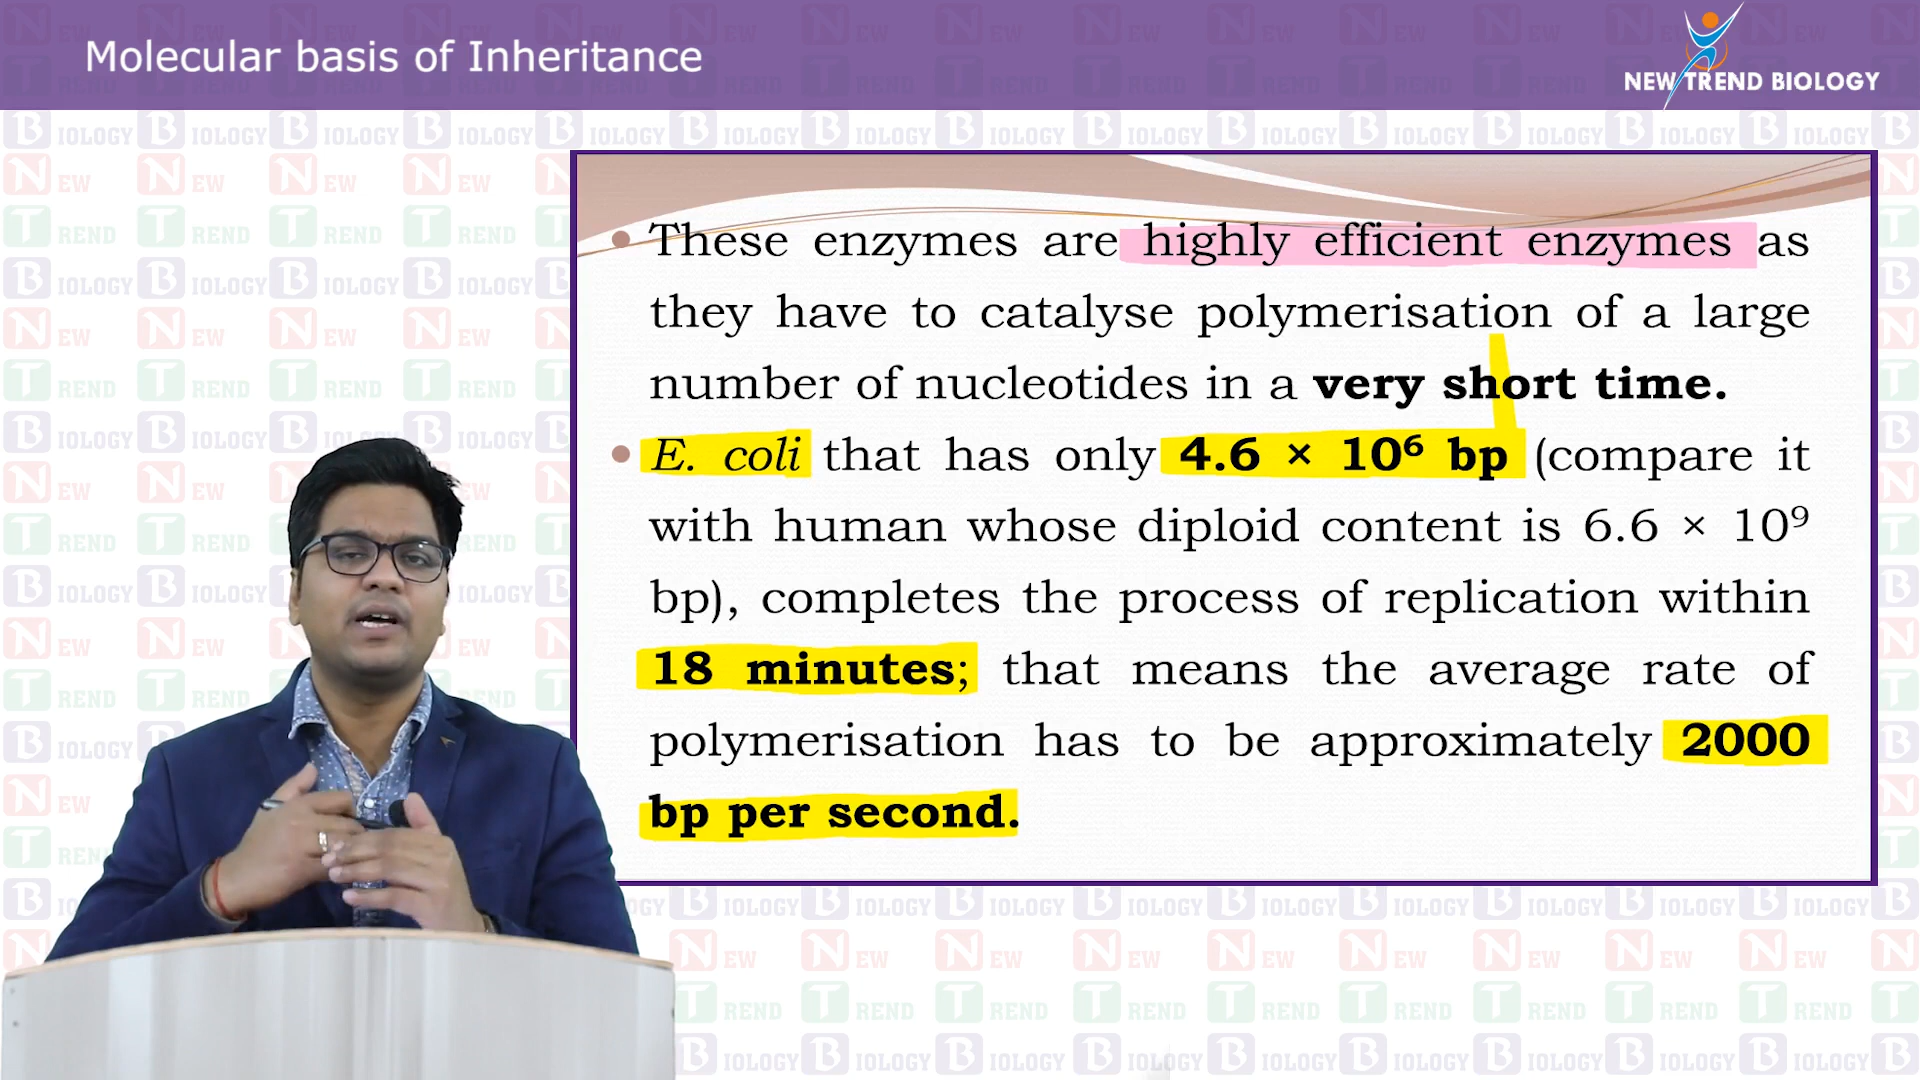 Molecular basis of Inheritance
NEW TREND BIOLOGY
• These enzymes are highly efficient enzymes as
they have to catalyse polymerisation of a large
number of nucleotides in a very short time.
• E. coli that has only 4.6 × 10⁶ bp (compare it
with human whose diploid content is 6.6 × 10⁹
bp), completes the process of replication within
18 minutes; that means the average rate of
polymerisation has to be approximately 2000
bp per second.